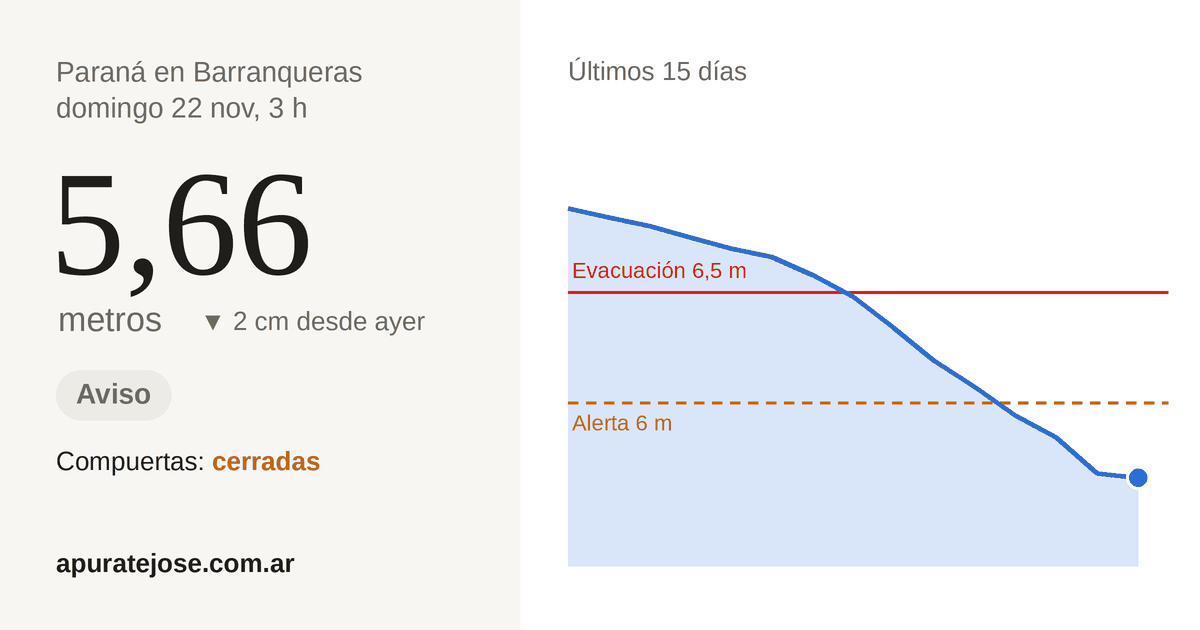 Paraná en Barranqueras
domingo 22 nov, 3 h
5,66
metros ▼ 2 cm desde ayer
Aviso
Compuertas: cerradas
apuratejose.com.ar
Últimos 15 días
Evacuación 6,5 m
Alerta 6 m